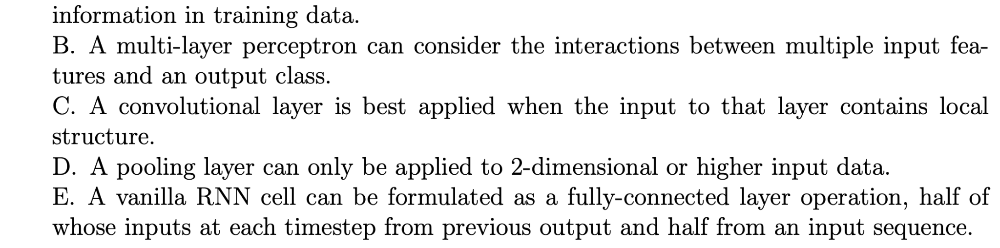 information in training data.
B. A multi-layer perceptron can consider the interactions between multiple input fea-
tures and an output class.
C. A convolutional layer is best applied when the input to that layer contains local
structure.
D. A pooling layer can only be applied to 2-dimensional or higher input data.
E. A vanilla RNN cell can be formulated as a fully-connected layer operation, half of
whose inputs at each timestep from previous output and half from an input sequence.